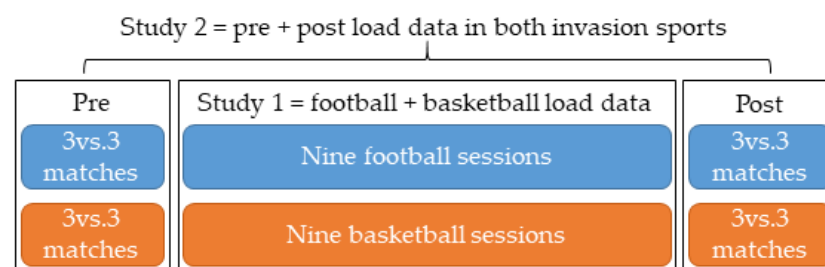 Study 2 = pre + post load data in both invasion sports
Pre
Study 1 = football + basketball load data
Post
3vs.3
matches
Nine football sessions
3vs.3
matches
3vs.3
matches
Nine basketball sessions
3vs.3
matches